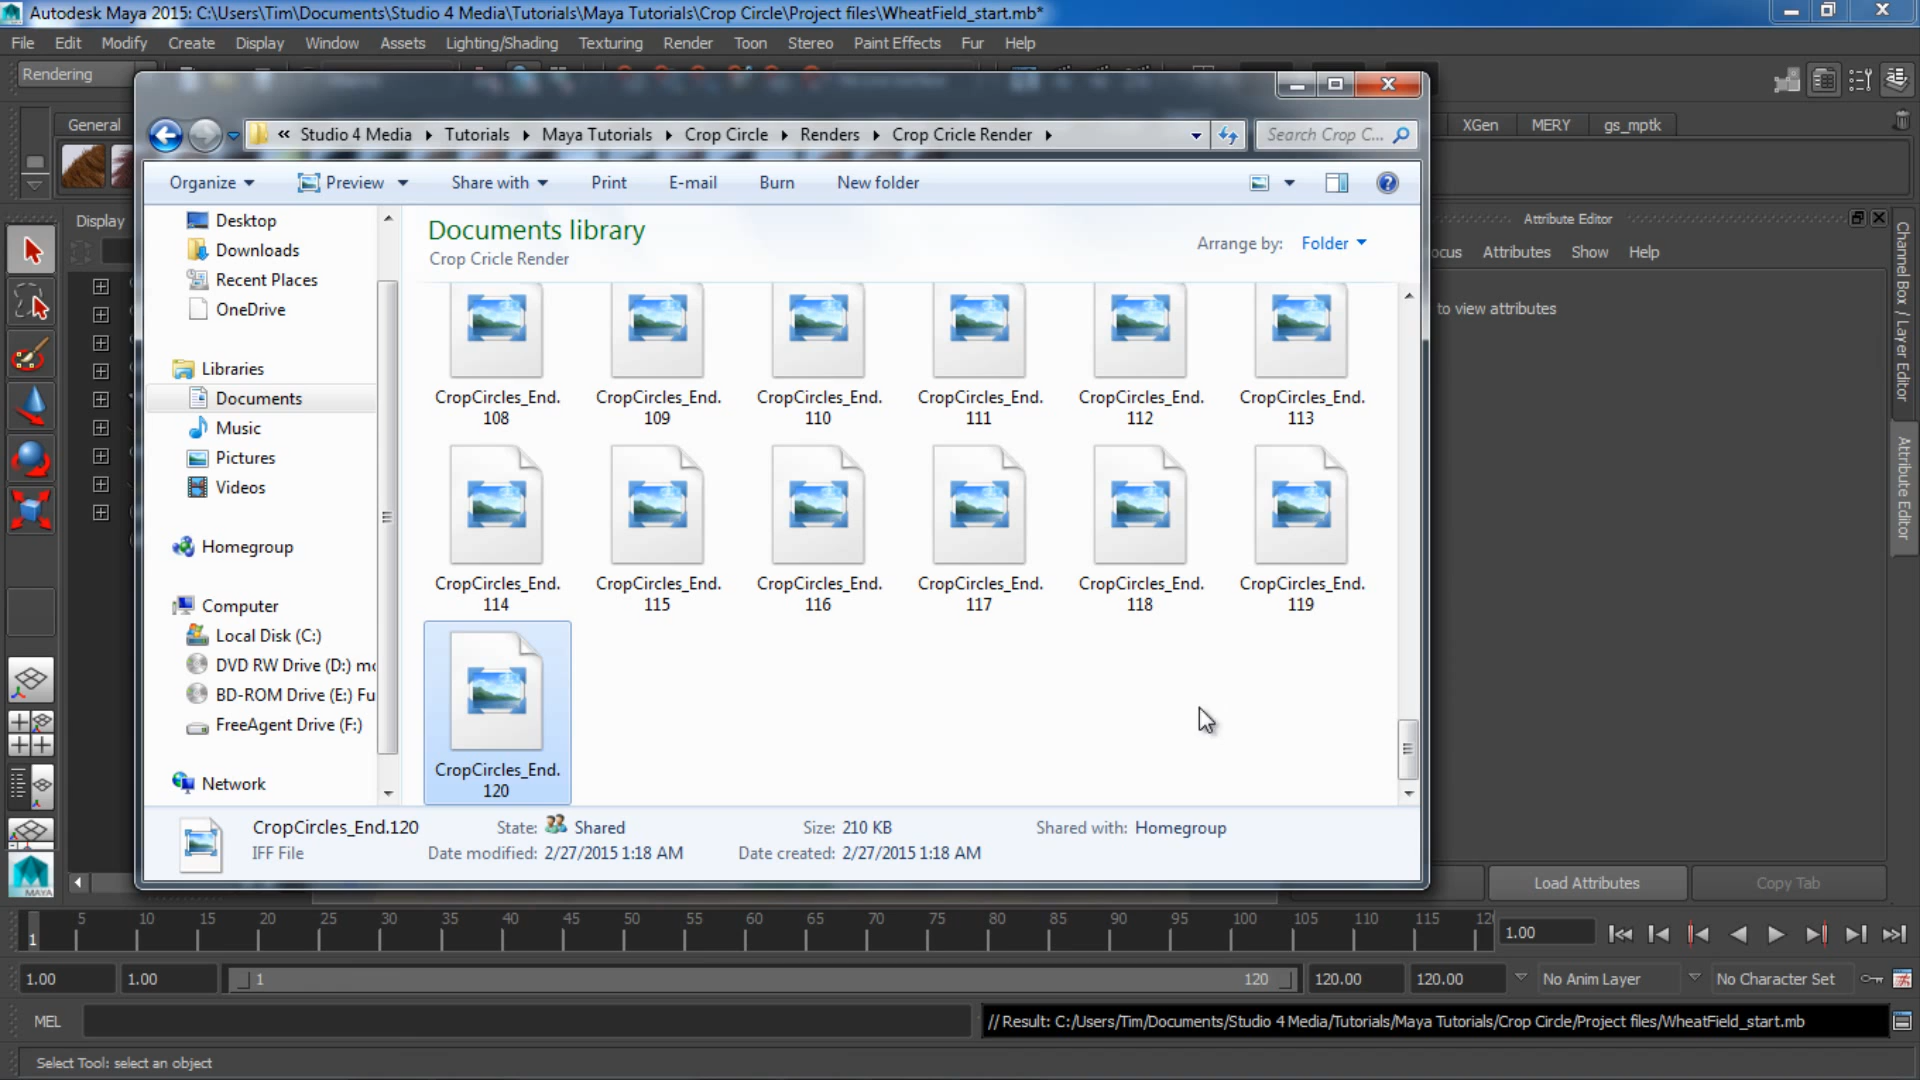 Autodesk Maya 2015: C:\Users\Tim\Documents\Studio 4 Media\Tutorials\Maya Tutorials\Crop Circle\Project files\WheatField_start.mb*
File Edit Modify Create Display Window Assets Lighting/Shading Texturing Render Toon Stereo Paint Effects Fur Help
Rendering
« Studio 4 Media Tutorials Maya Tutorials Crop Circle Renders Crop Cricle Render Search Crop C...
General XGen MERY gs_mptk
Organize Preview Share with Print E-mail Burn New folder
Display Attribute Editor
Desktop
Downloads
Recent Places
OneDrive
Libraries
Documents
Music
Pictures
Videos
Homegroup
Computer
Local Disk (C:)
DVD RW Drive (D:)
BD-ROM Drive (E:) Fu
FreeAgent Drive (F:)
Network
Documents library
Crop Cricle Render
Arrange by: Folder
CropCircles_End.
108
CropCircles_End.
109
CropCircles_End.
110
CropCircles_End.
111
CropCircles_End.
112
CropCircles_End.
113
CropCircles_End.
114
CropCircles_End.
115
CropCircles_End.
116
CropCircles_End.
117
CropCircles_End.
118
CropCircles_End.
119
CropCircles_End.
120
CropCircles_End.120 State: Shared Size: 210 KB Shared with: Homegroup
IFF File Date modified: 2/27/2015 1:18 AM Date created: 2/27/2015 1:18 AM
ocus Attributes Show Help
to view attributes
Channel Box / Layer Editor
Attribute Editor
Load Attributes Copy Tab
MAYA
5 10 15 20 25 30 35 40 45 50 55 60 65 70 75 80 85 90 95 100 105 110 115 12
1 1.00
1.00 1.00 1 120 120.00 120.00 No Anim Layer No Character Set
MEL // Result: C:/Users/Tim/Documents/Studio 4 Media/Tutorials/Maya Tutorials/Crop Circle/Project files/WheatField_start.mb
Select Tool: select an object